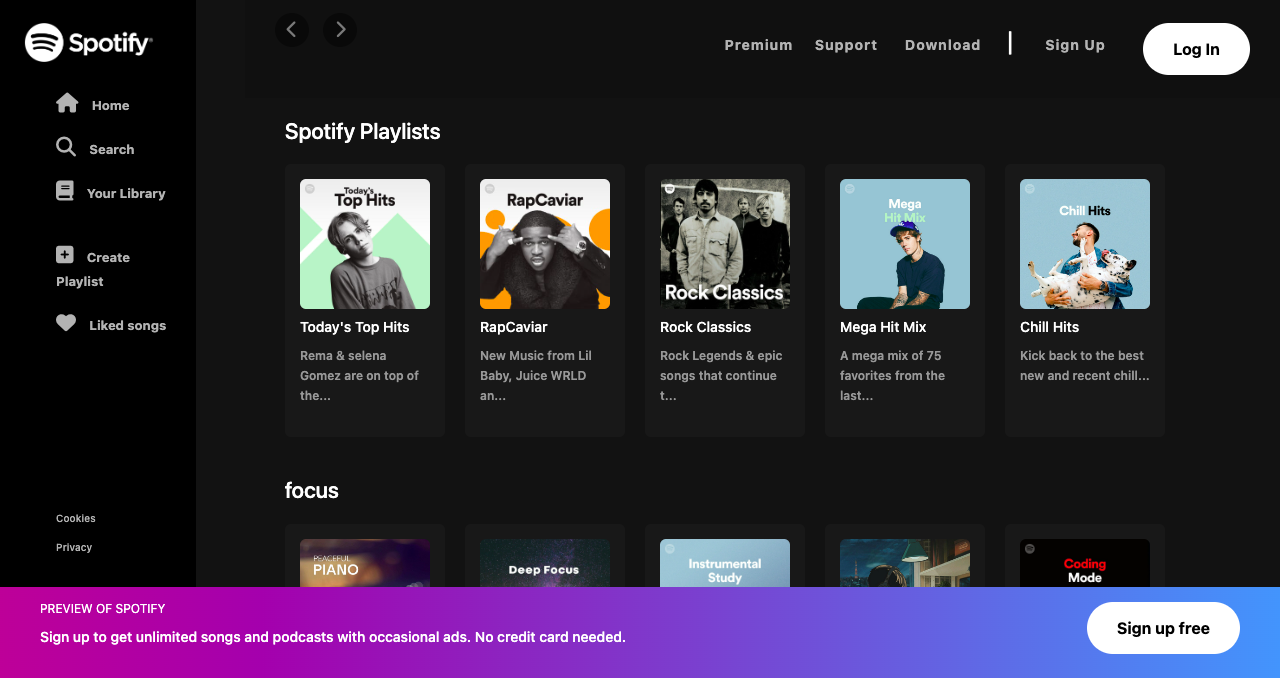 Spotify
Home
Search
Your Library
Create
Playlist
Liked songs
Cookies
Privacy
Premium
Support
Download
Sign Up
Log In
Spotify Playlists
Today's
Top Hits
Today's Top Hits
Rema & selena
Gomez are on top of
the...
RapCaviar
RapCaviar
New Music from Lil
Baby, Juice WRLD
an...
Rock Classics
Rock Classics
Rock Legends & epic
songs that continue
t...
Mega
Hit Mix
Mega Hit Mix
A mega mix of 75
favorites from the
last...
Chill Hits
Chill Hits
Kick back to the best
new and recent chill...
focus
PEACEFUL
PIANO
Deep Focus
Instrumental
Study
Coding
Mode
PREVIEW OF SPOTIFY
Sign up to get unlimited songs and podcasts with occasional ads. No credit card needed.
Sign up free